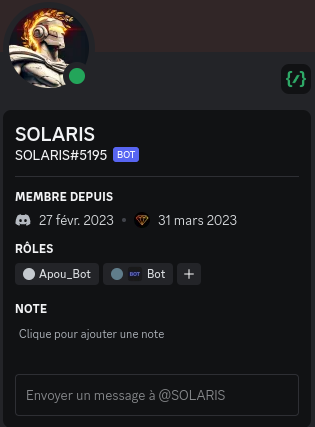 {/}
SOLARIS
SOLARIS#5195 BOT
MEMBRE DEPUIS
27 févr. 2023 • 31 mars 2023
RÔLES
Apou_Bot BOT Bot +
NOTE
Clique pour ajouter une note
Envoyer un message à @SOLARIS